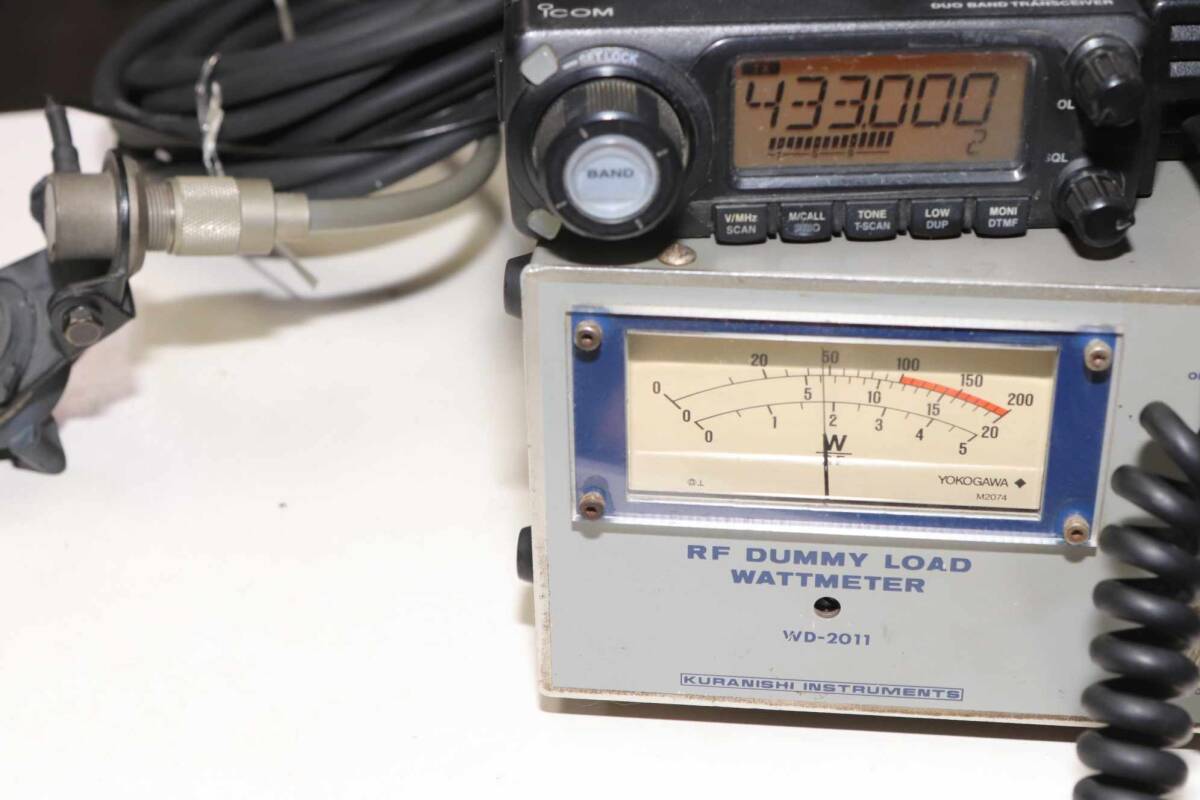 ICOM
DUO BAND TRANSCEIVER
SET LOCK
BAND
433.000
2
OL
SQL
V/MHz
SCAN
M/CALL
TONE
T-SCAN
LOW
DUP
MONI
DTMF
0 20 50 100 150 200
0 5 10 15 20
0 1 2 3 4 5
W
YOKOGAWA
M2074
RF DUMMY LOAD
WATTMETER
WD-2011
KURANISHI INSTRUMENTS